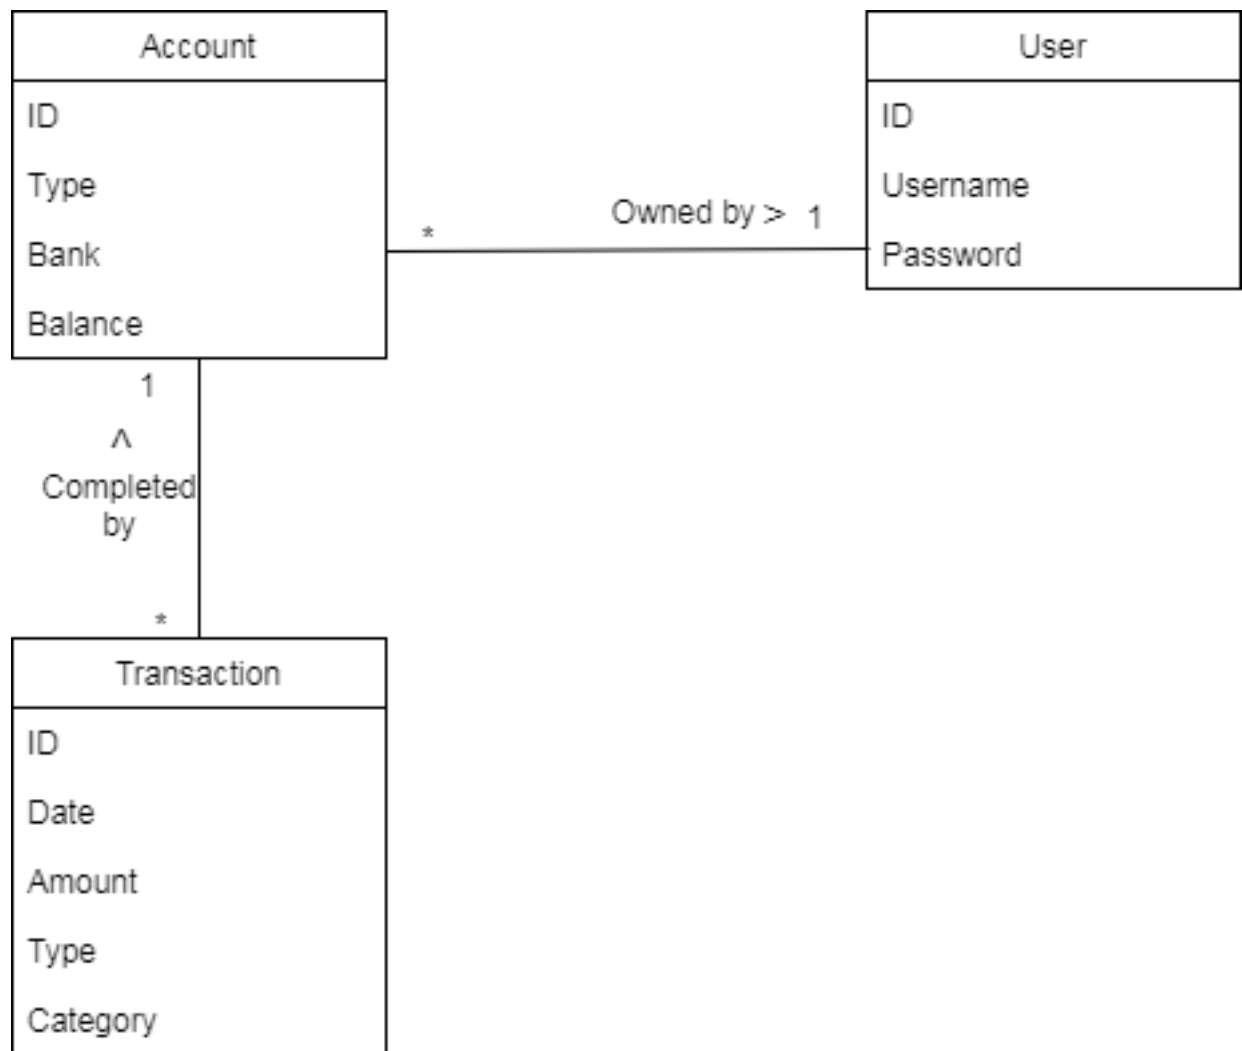 Account
ID
Type
Bank
Balance
User
ID
Username
Password
* Owned by > 1
1
^
Completed
by
*
Transaction
ID
Date
Amount
Type
Category